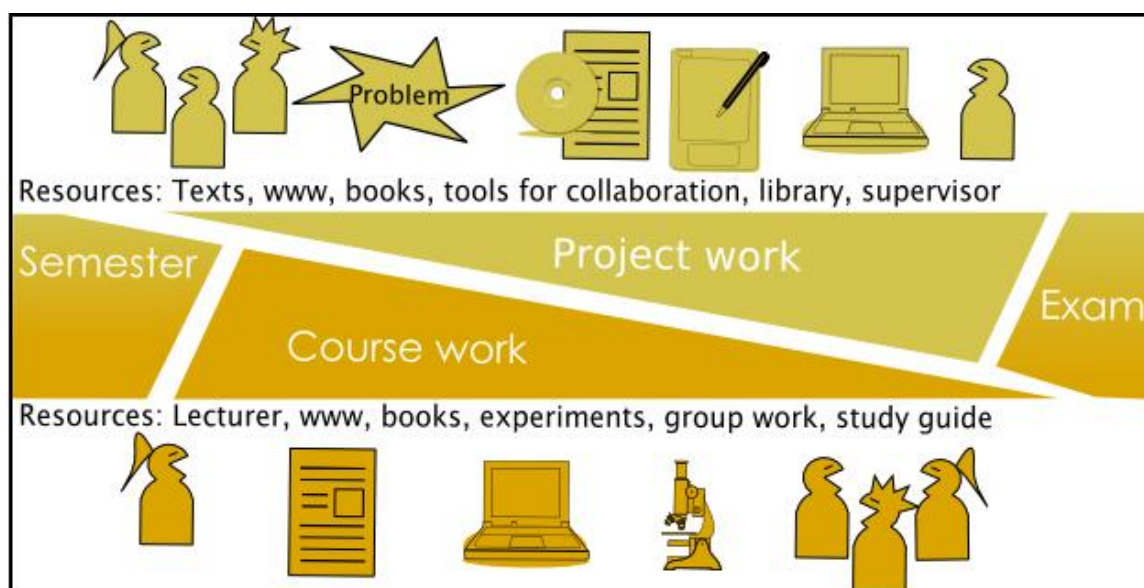 Problem
Resources: Texts, www, books, tools for collaboration, library, supervisor
Semester
Project work
Exam
Course work
Resources: Lecturer, www, books, experiments, group work, study guide